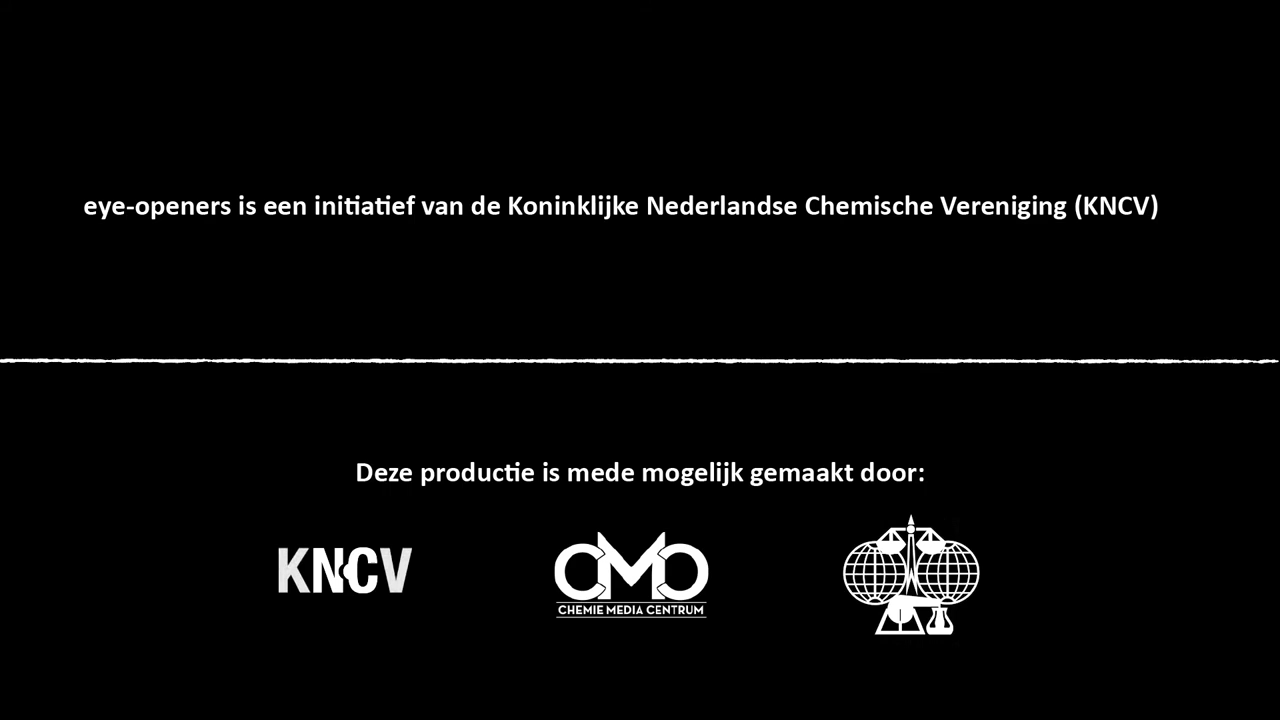 eye-openers is een initiatief van de Koninklijke Nederlandse Chemische Vereniging (KNCV)
Deze productie is mede mogelijk gemaakt door:
KNCV
CMC
CHEMIE MEDIA CENTRUM